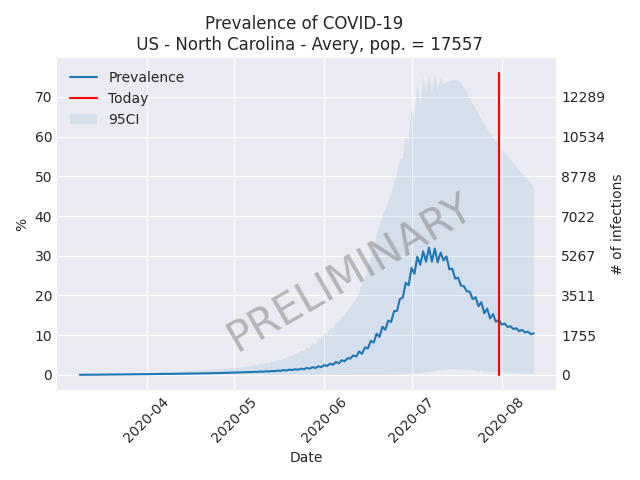 Prevalence of COVID-19
US - North Carolina - Avery, pop. = 17557
Prevalence
Today
95CI
%
70
60
50
40
30
20
10
0
12289
10534
8778
7022
5267
3511
1755
0
# of infections
PRELIMINARY
2020-04
2020-05
2020-06
2020-07
2020-08
Date